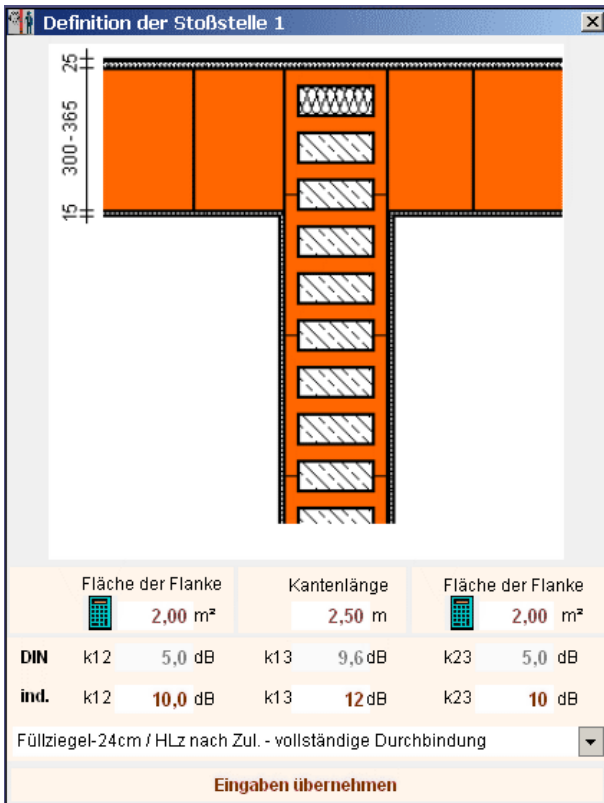 Definition der Stoßstelle 1
25
300 - 365
15
Fläche der Flanke Kantenlänge Fläche der Flanke
2,00 m² 2,50 m 2,00 m²
DIN k12 5,0 dB k13 9,6 dB k23 5,0 dB
ind. k12 10,0 dB k13 12 dB k23 10 dB
Füllziegel-24cm / HLz nach Zul. - vollständige Durchbindung
Eingaben übernehmen